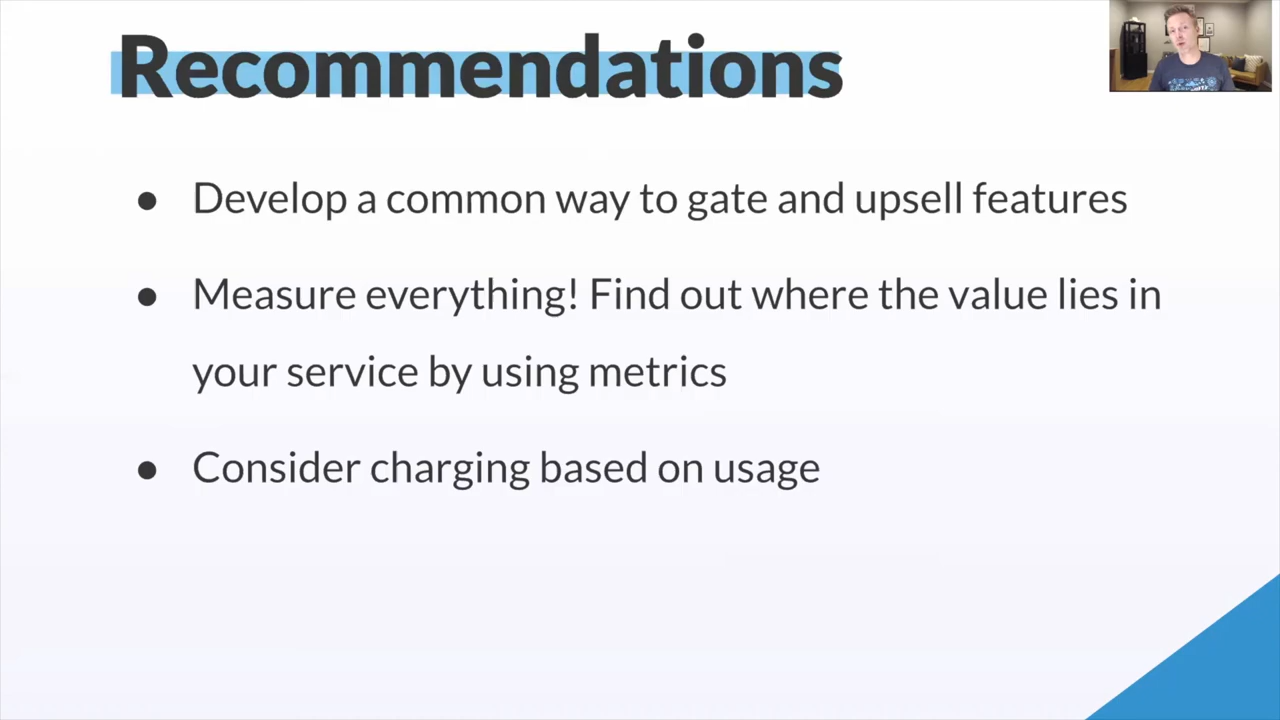 Recommendations
● Develop a common way to gate and upsell features
● Measure everything! Find out where the value lies in
your service by using metrics
● Consider charging based on usage